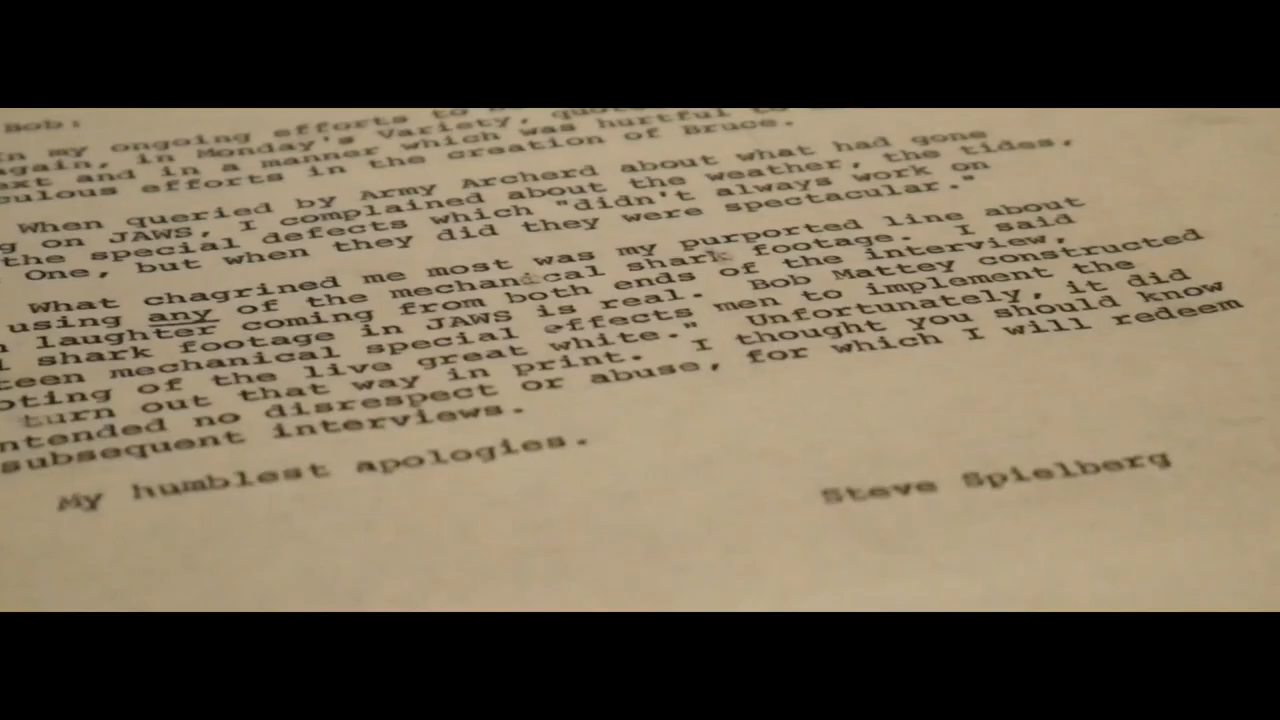 Bob:
In my ongoing efforts to
again, in Monday's Variety,
ext and in a manner which was hurtful to
culous efforts in the creation of Bruce.
When queried by Army Archerd about what had gone
g on JAWS, I complained about the weather, the tides,
the special defects which "didn't always work on
One, but when they did they were spectacular."
What chagrined me most was my purported line about
using any of the mechanical shark footage. I said
h laughter coming from both ends of the interview,
l shark footage in JAWS is real. Bob Mattey constructed
teen mechanical special effects men to implement the
oting of the live great white." Unfortunately, it did
turn out that way in print. I thought you should know
ntended no disrespect or abuse, for which I will redeem
subsequent interviews.
My humblest apologies.
Steve Spielberg